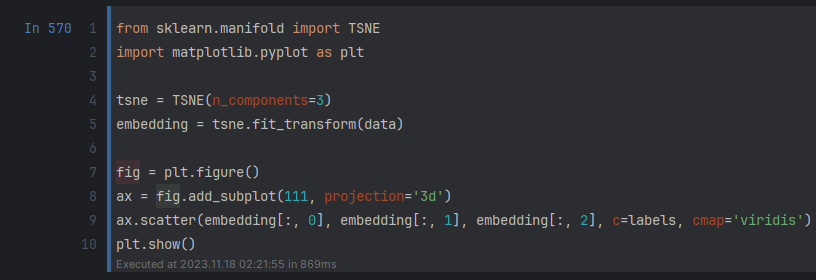 In 570 1 from sklearn.manifold import TSNE
2 import matplotlib.pyplot as plt
3
4 tsne = TSNE(n_components=3)
5 embedding = tsne.fit_transform(data)
6
7 fig = plt.figure()
8 ax = fig.add_subplot(111, projection='3d')
9 ax.scatter(embedding[:, 0], embedding[:, 1], embedding[:, 2], c=labels, cmap='viridis')
10 plt.show()
Executed at 2023.11.18 02:21:55 in 869ms